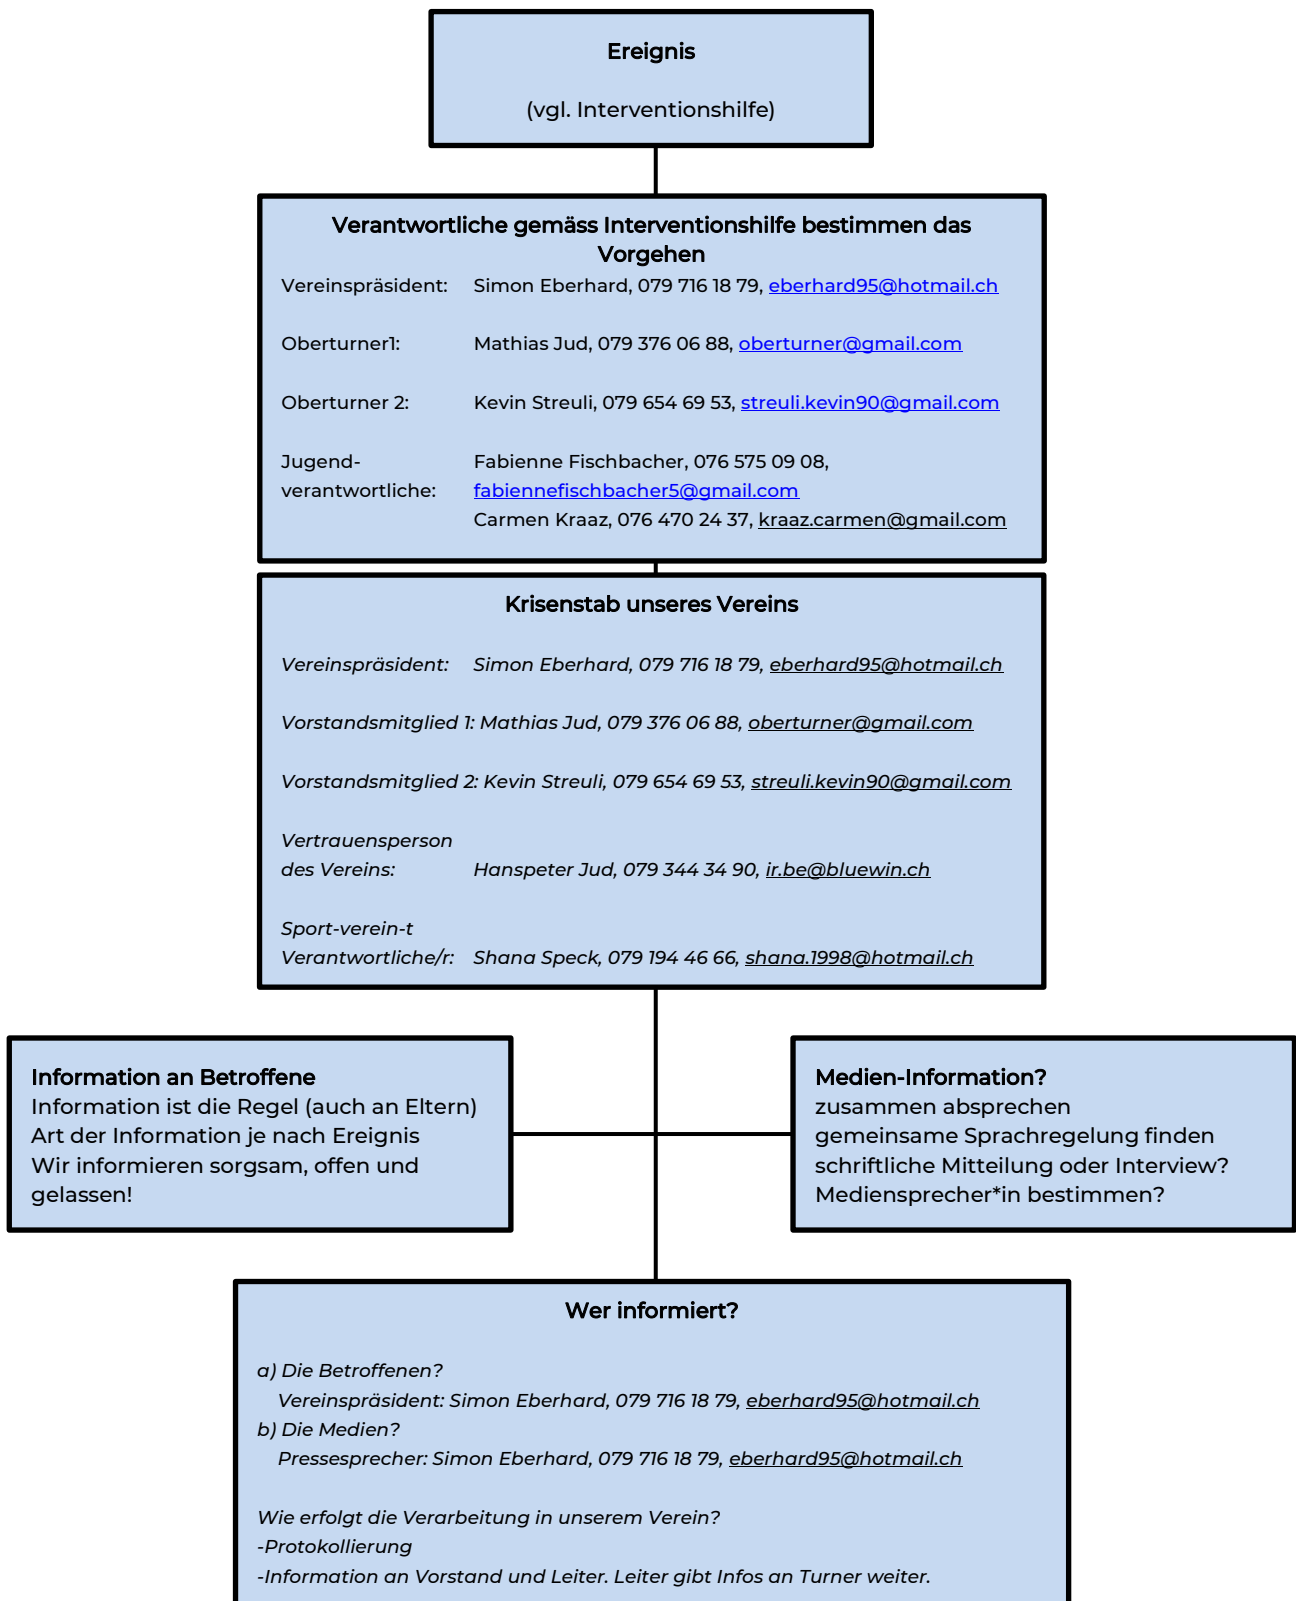 Ereignis
(vgl. Interventionshilfe)
Verantwortliche gemäss Interventionshilfe bestimmen das
Vorgehen
Vereinspräsident: Simon Eberhard, 079 716 18 79, eberhard95@hotmail.ch
Oberturner1: Mathias Jud, 079 376 06 88, oberturner@gmail.com
Oberturner 2: Kevin Streuli, 079 654 69 53, streuli.kevin90@gmail.com
Jugend- Fabienne Fischbacher, 076 575 09 08,
verantwortliche: fabiennefischbacher5@gmail.com
Carmen Kraaz, 076 470 24 37, kraaz.carmen@gmail.com
Krisenstab unseres Vereins
Vereinspräsident: Simon Eberhard, 079 716 18 79, eberhard95@hotmail.ch
Vorstandsmitglied 1: Mathias Jud, 079 376 06 88, oberturner@gmail.com
Vorstandsmitglied 2: Kevin Streuli, 079 654 69 53, streuli.kevin90@gmail.com
Vertrauensperson
des Vereins: Hanspeter Jud, 079 344 34 90, ir.be@bluewin.ch
Sport-verein-t
Verantwortliche/r: Shana Speck, 079 194 46 66, shana.1998@hotmail.ch
Information an Betroffene
Information ist die Regel (auch an Eltern)
Art der Information je nach Ereignis
Wir informieren sorgsam, offen und
gelassen!
Medien-Information?
zusammen absprechen
gemeinsame Sprachregelung finden
schriftliche Mitteilung oder Interview?
Mediensprecher*in bestimmen?
Wer informiert?
a) Die Betroffenen?
Vereinspräsident: Simon Eberhard, 079 716 18 79, eberhard95@hotmail.ch
b) Die Medien?
Pressesprecher: Simon Eberhard, 079 716 18 79, eberhard95@hotmail.ch
Wie erfolgt die Verarbeitung in unserem Verein?
-Protokollierung
-Information an Vorstand und Leiter. Leiter gibt Infos an Turner weiter.